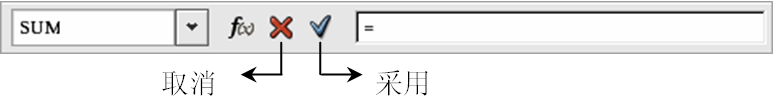 SUM f(x) =
取消 采用